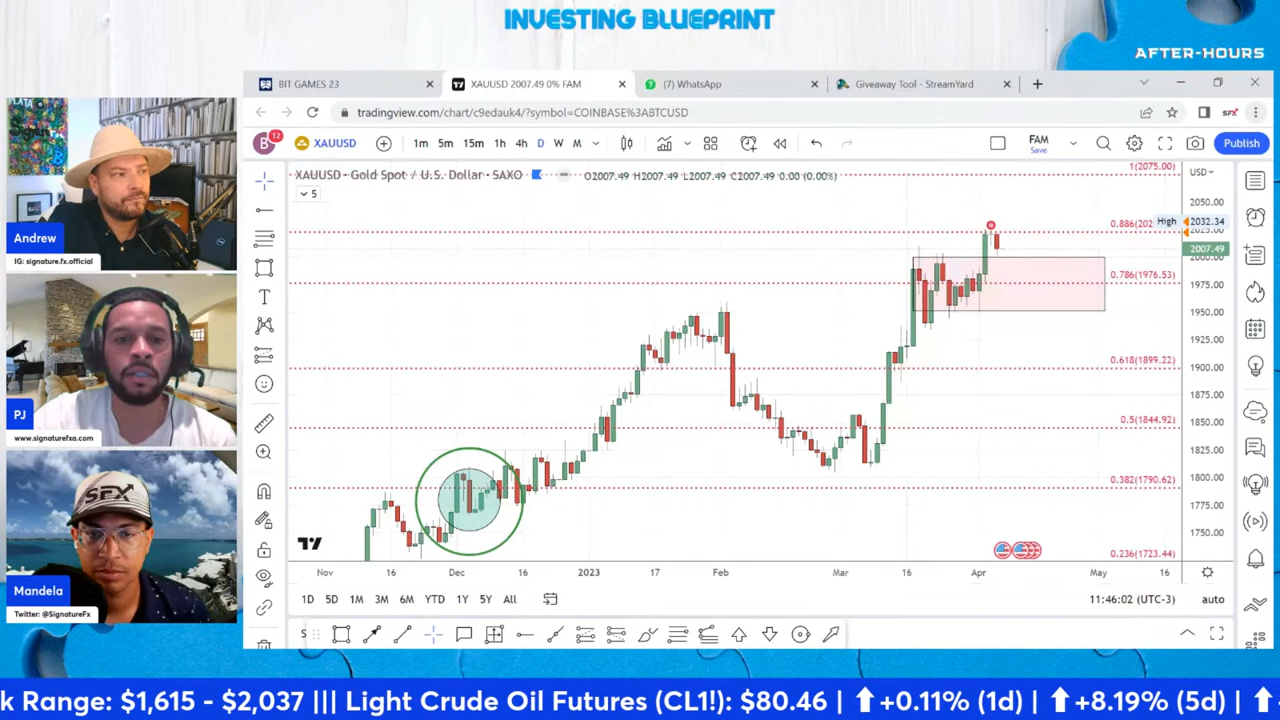 INVESTING BLUEPRINT
AFTER-HOURS
BIT GAMES 23
XAUUSD 2007.49 0% FAM
(7) WhatsApp
Giveaway Tool - StreamYard
tradingview.com/chart/c9edauk4/?symbol=COINBASE%3ABTCUSD
SFX
B
12
XAUUSD
1m 5m 15m 1h 4h D W M
FAM
Save
Publish
XAUUSD · Gold Spot / U.S. Dollar · SAXO
O2007.49 H2007.49 L2007.49 C2007.49 0.00 (0.00%)
5
1(2075.00)
USD
2050.00
0.886(202
High 2032.34
2025.00
2007.49
2000.00
0.786(1976.53)
1975.00
1950.00
1925.00
0.618(1899.22)
1900.00
1875.00
1850.00
0.5(1844.92)
1825.00
1800.00
0.382(1790.62)
1775.00
1750.00
0.236(1723.44)
Nov 16 Dec 16 2023 17 Feb Mar 16 Apr May 16
1D 5D 1M 3M 6M YTD 1Y 5Y All
11:46:02 (UTC-3) auto
S
PLATA
Andrew
IG: signature.fx.official
PJ
www.signaturefxa.com
SFX
Mandela
Twitter: @SignatureFx
k Range: $1,615 - $2,037 ||| Light Crude Oil Futures (CL1!): $80.46 | ⬆+0.11% (1d) | ⬆+8.19% (5d) | ⬆